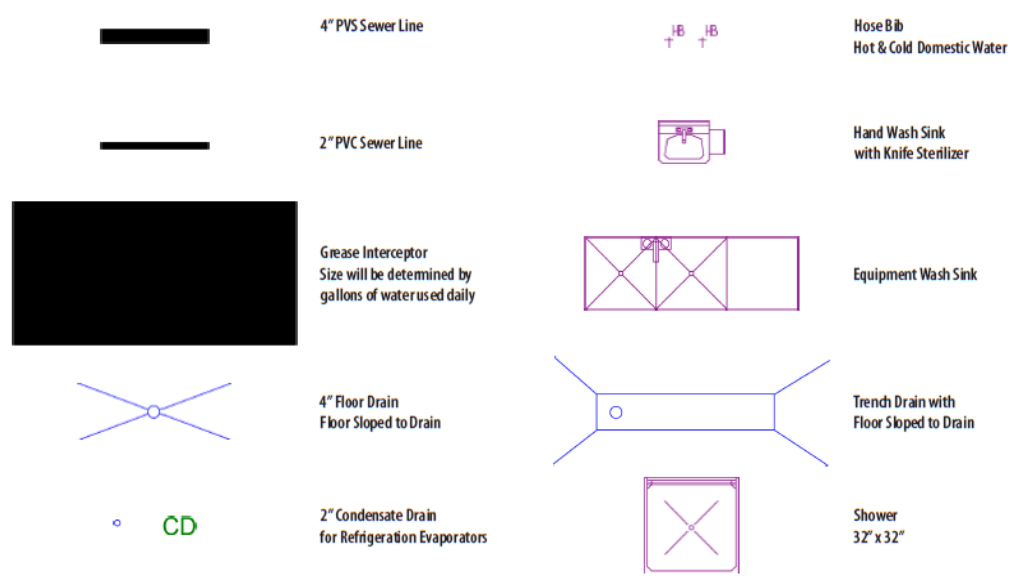 4" PVS Sewer Line
HB HB
Hose Bib
Hot & Cold Domestic Water
2" PVC Sewer Line
Hand Wash Sink
with Knife Sterilizer
Grease Interceptor
Size will be determined by
gallons of water used daily
Equipment Wash Sink
4" Floor Drain
Floor Sloped to Drain
Trench Drain with
Floor Sloped to Drain
CD
2" Condensate Drain
for Refrigeration Evaporators
Shower
32" x 32"